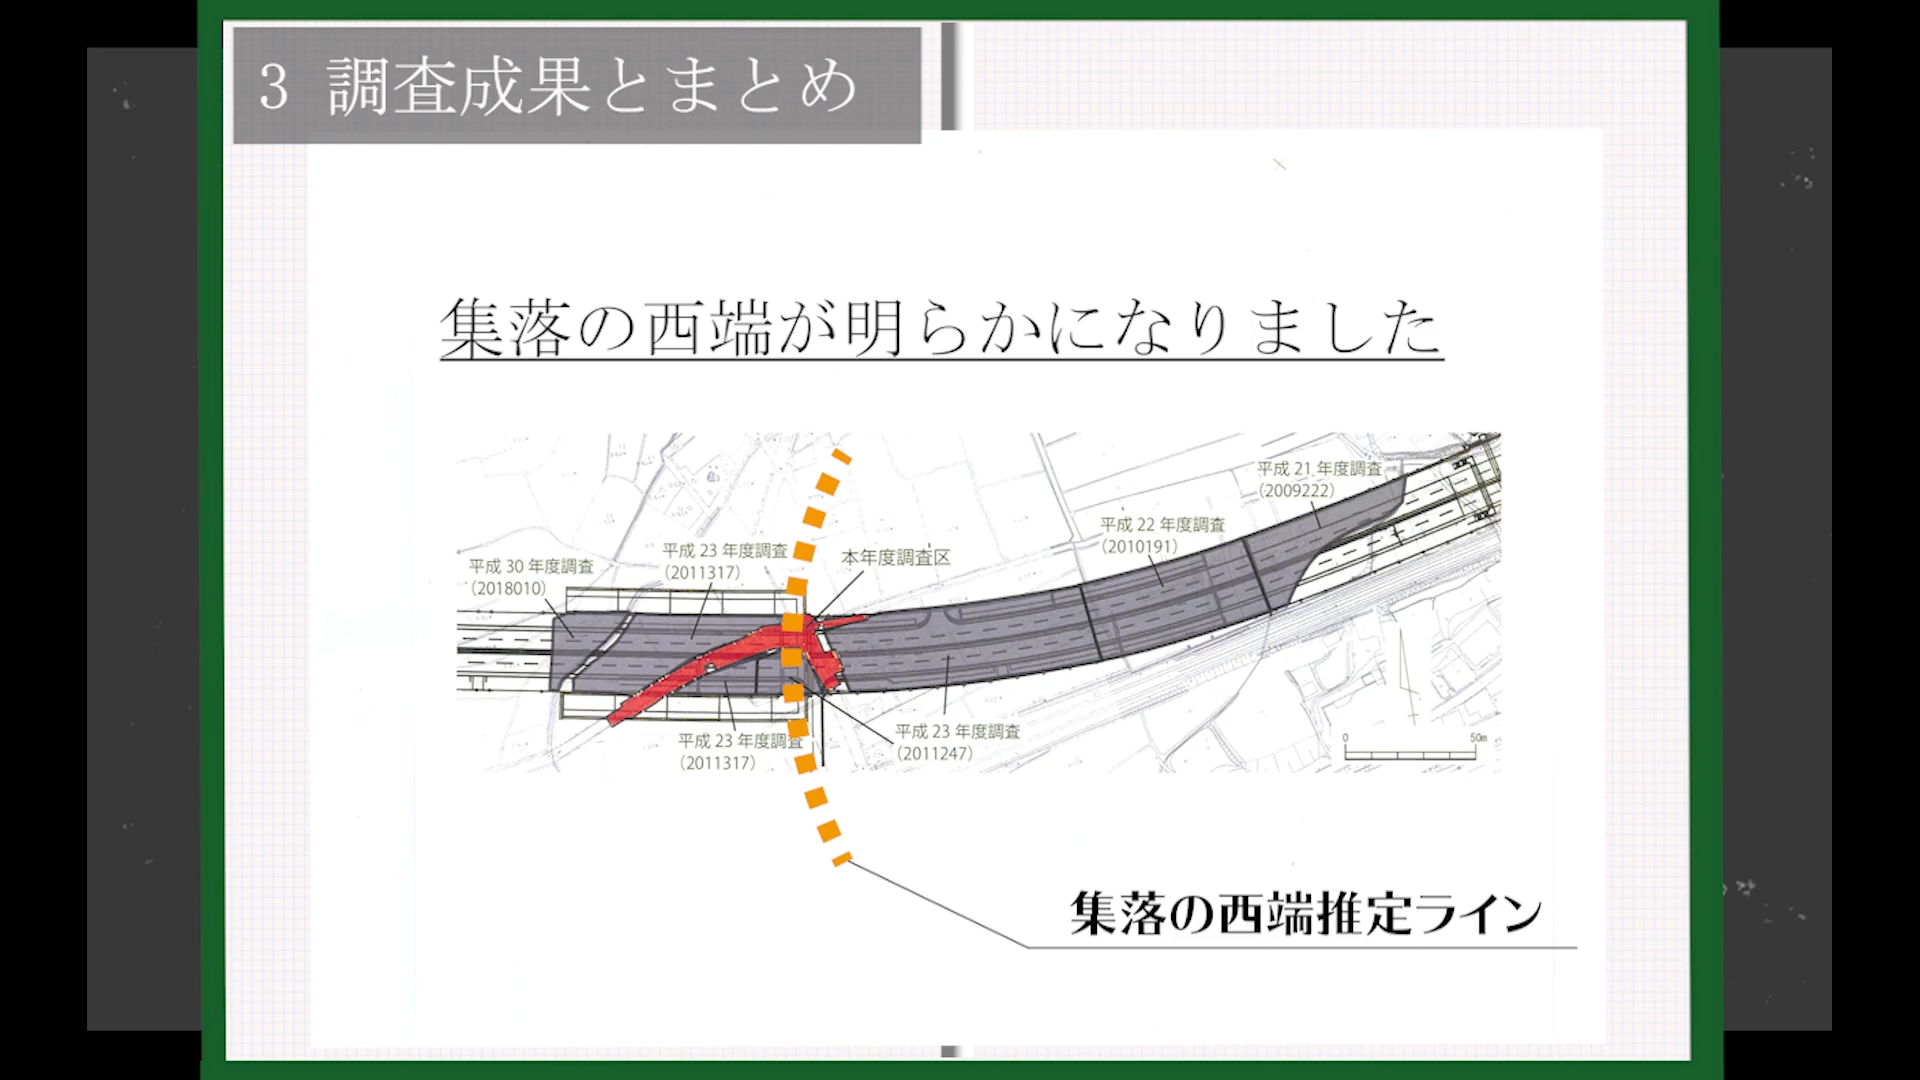 3 調査成果とまとめ
集落の西端が明らかになりました
平成 21 年度調査
(2009222)
平成 22 年度調査
(2010191)
平成 23 年度調査
(2011317)
本年度調査区
平成 30 年度調査
(2018010)
平成 23 年度調査
(2011317)
平成 23 年度調査
(2011247)
0 50m
集落の西端推定ライン